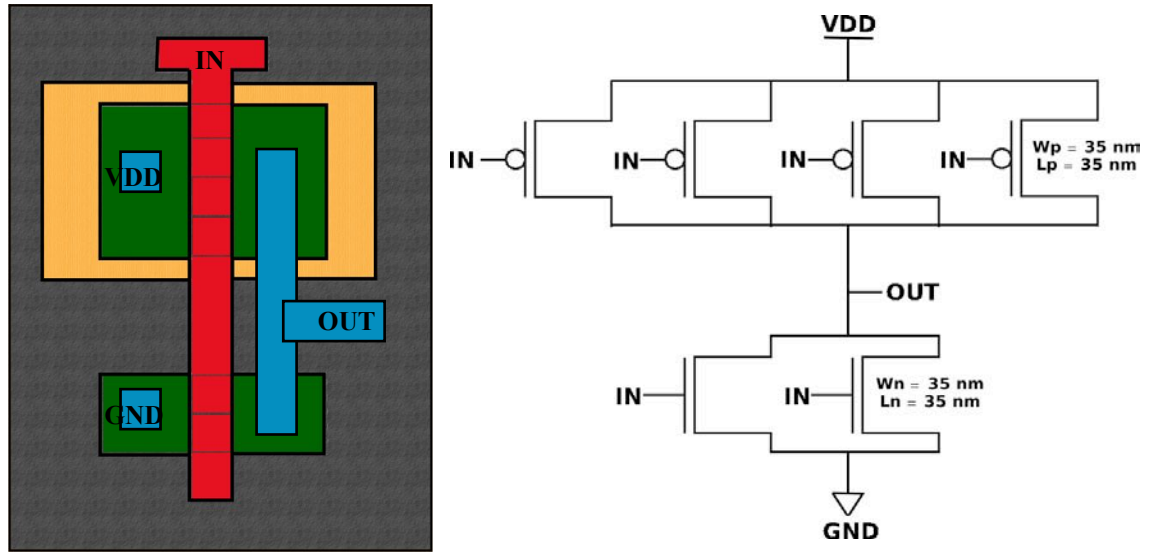 IN
VDD
OUT
GND
VDD
IN
IN
IN
IN
Wp = 35 nm
Lp = 35 nm
OUT
IN
IN
Wn = 35 nm
Ln = 35 nm
GND